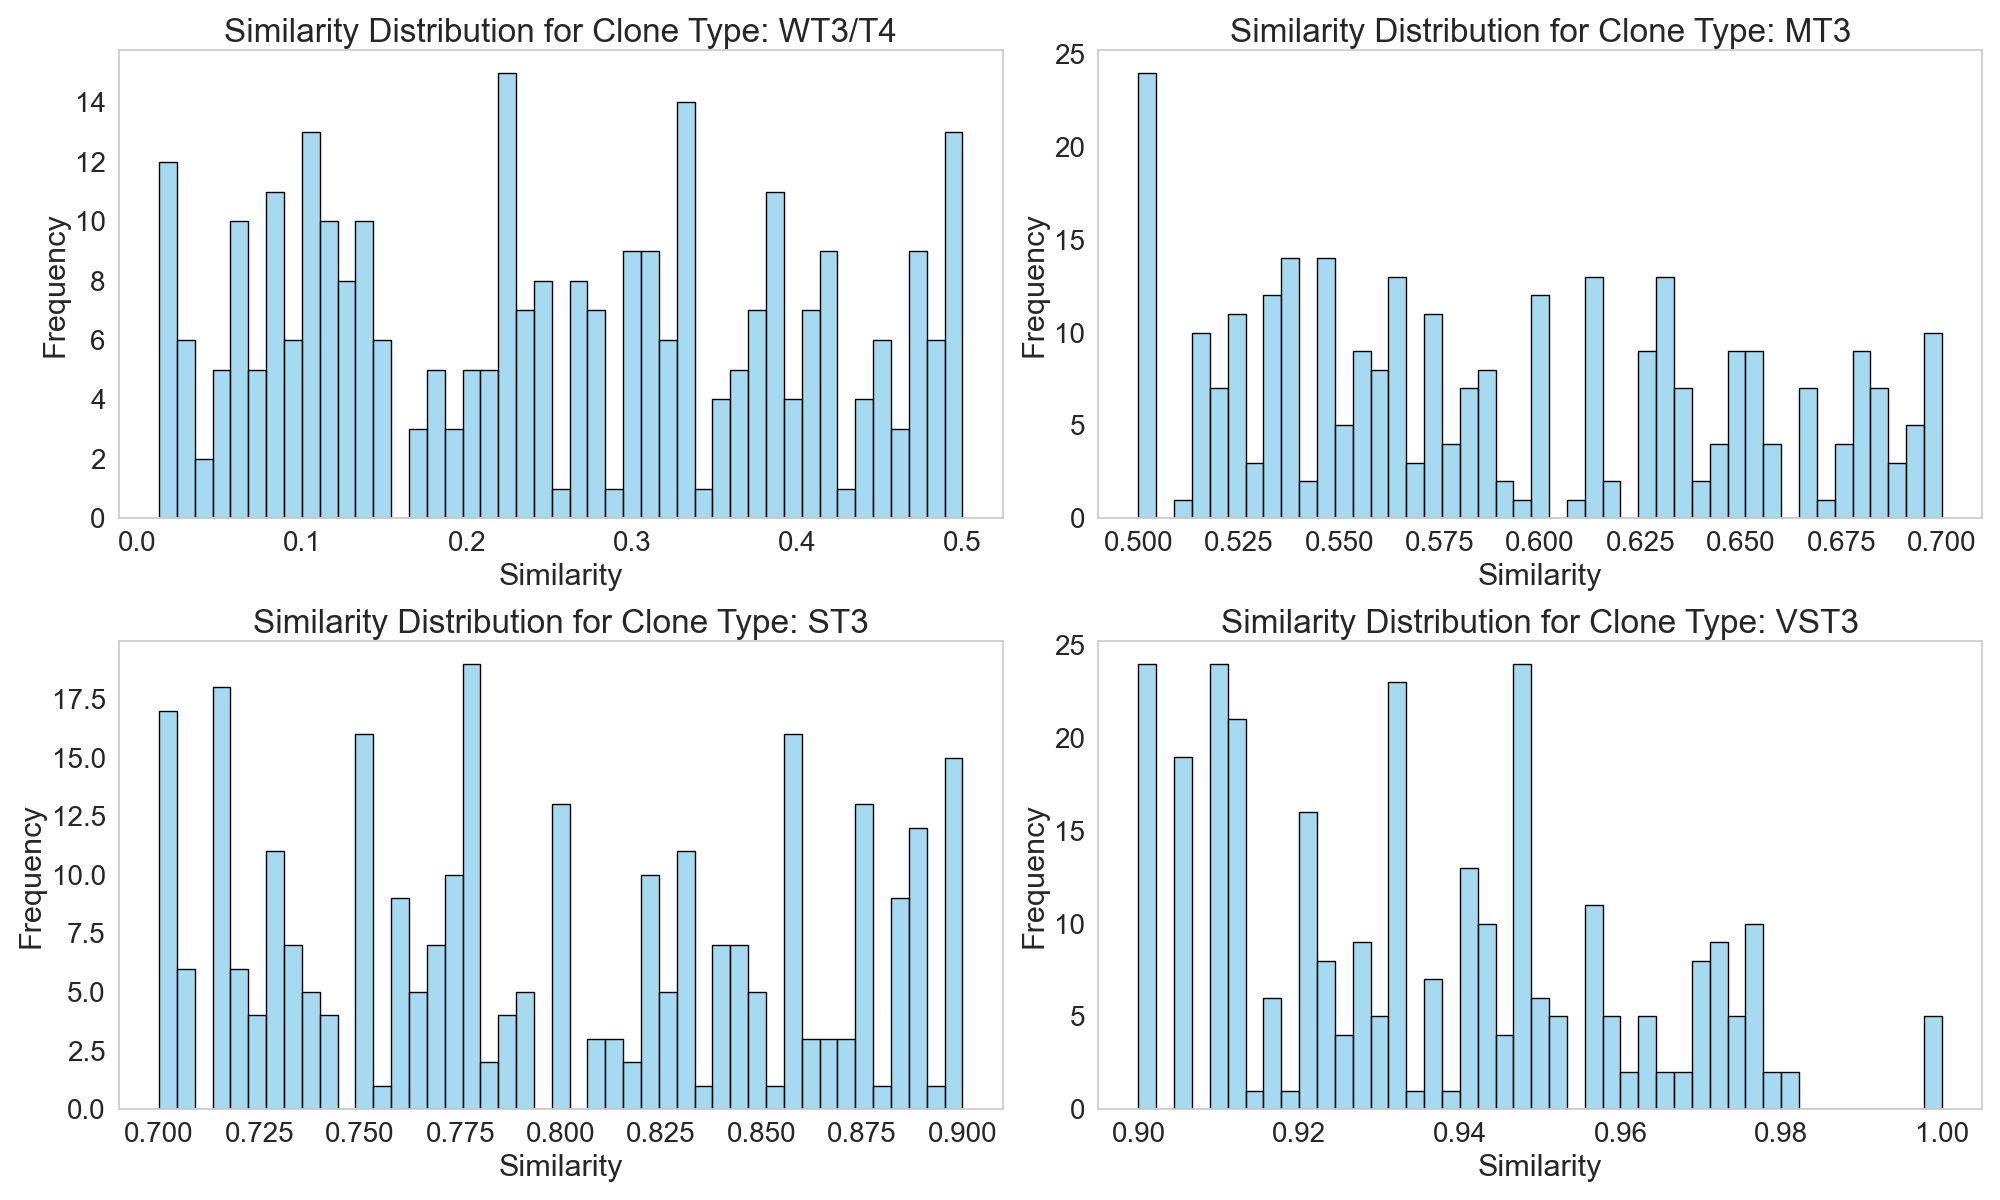 Similarity Distribution for Clone Type: WT3/T4
Frequency
14
12
10
8
6
4
2
0
0.0 0.1 0.2 0.3 0.4 0.5
Similarity
Similarity Distribution for Clone Type: MT3
Frequency
25
20
15
10
5
0
0.500 0.525 0.550 0.575 0.600 0.625 0.650 0.675 0.700
Similarity
Similarity Distribution for Clone Type: ST3
Frequency
17.5
15.0
12.5
10.0
7.5
5.0
2.5
0.0
0.700 0.725 0.750 0.775 0.800 0.825 0.850 0.875 0.900
Similarity
Similarity Distribution for Clone Type: VST3
Frequency
25
20
15
10
5
0
0.90 0.92 0.94 0.96 0.98 1.00
Similarity